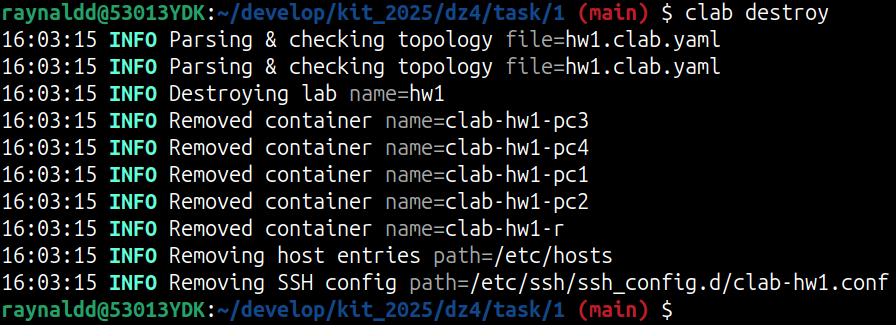 raynaldd@53013YDK:~/develop/kit_2025/dz4/task/1 (main) $ clab destroy
16:03:15 INFO Parsing & checking topology file=hw1.clab.yaml
16:03:15 INFO Parsing & checking topology file=hw1.clab.yaml
16:03:15 INFO Destroying lab name=hw1
16:03:15 INFO Removed container name=clab-hw1-pc3
16:03:15 INFO Removed container name=clab-hw1-pc4
16:03:15 INFO Removed container name=clab-hw1-pc1
16:03:15 INFO Removed container name=clab-hw1-pc2
16:03:15 INFO Removed container name=clab-hw1-r
16:03:15 INFO Removing host entries path=/etc/hosts
16:03:15 INFO Removing SSH config path=/etc/ssh/ssh_config.d/clab-hw1.conf
raynaldd@53013YDK:~/develop/kit_2025/dz4/task/1 (main) $